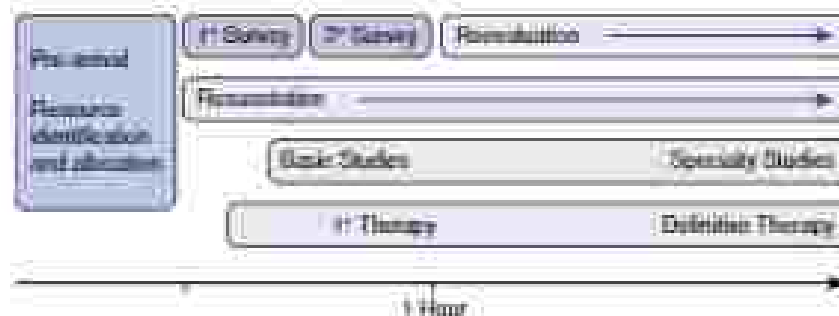 1° Survey
2° Survey
Reevaluation
Pre-arrival
Resource
identification
and allocation
Resuscitation
Basic Studies
Specialty Studies
1° Therapy
Definitive Therapy
1 Hour